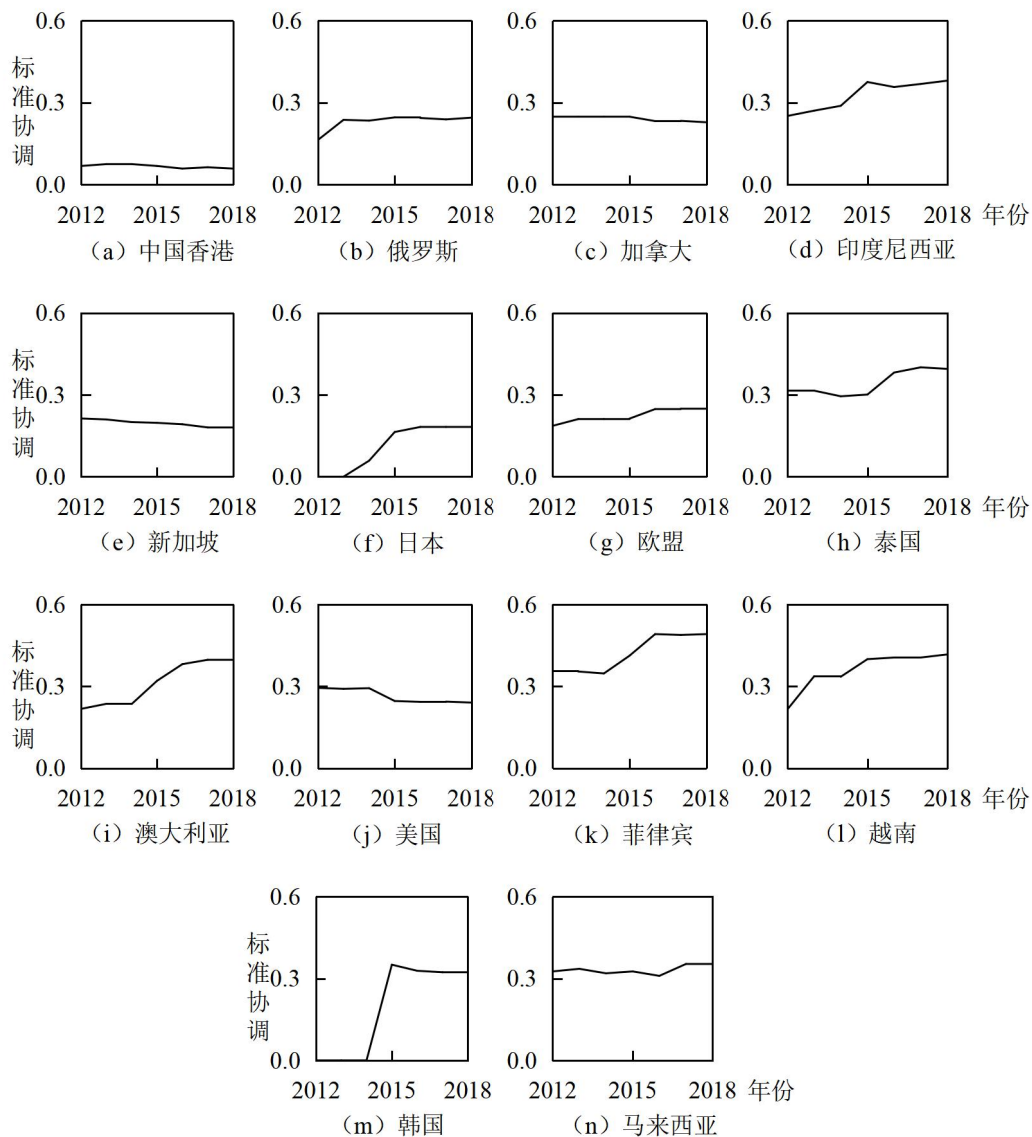 标准协调
0.6 0.6 0.6 0.6
0.3 0.3 0.3 0.3
0.0 0.0 0.0 0.0
2012 2015 2018 2012 2015 2018 2012 2015 2018 2012 2015 2018 年份
（a）中国香港 （b）俄罗斯 （c）加拿大 （d）印度尼西亚
标准协调
0.6 0.6 0.6 0.6
0.3 0.3 0.3 0.3
0.0 0.0 0.0 0.0
2012 2015 2018 2012 2015 2018 2012 2015 2018 2012 2015 2018 年份
（e）新加坡 （f）日本 （g）欧盟 （h）泰国
标准协调
0.6 0.6 0.6 0.6
0.3 0.3 0.3 0.3
0.0 0.0 0.0 0.0
2012 2015 2018 2012 2015 2018 2012 2015 2018 2012 2015 2018 年份
（i）澳大利亚 （j）美国 （k）菲律宾 （l）越南
标准协调
0.6 0.6
0.3 0.3
0.0 0.0
2012 2015 2018 2012 2015 2018 年份
（m）韩国 （n）马来西亚